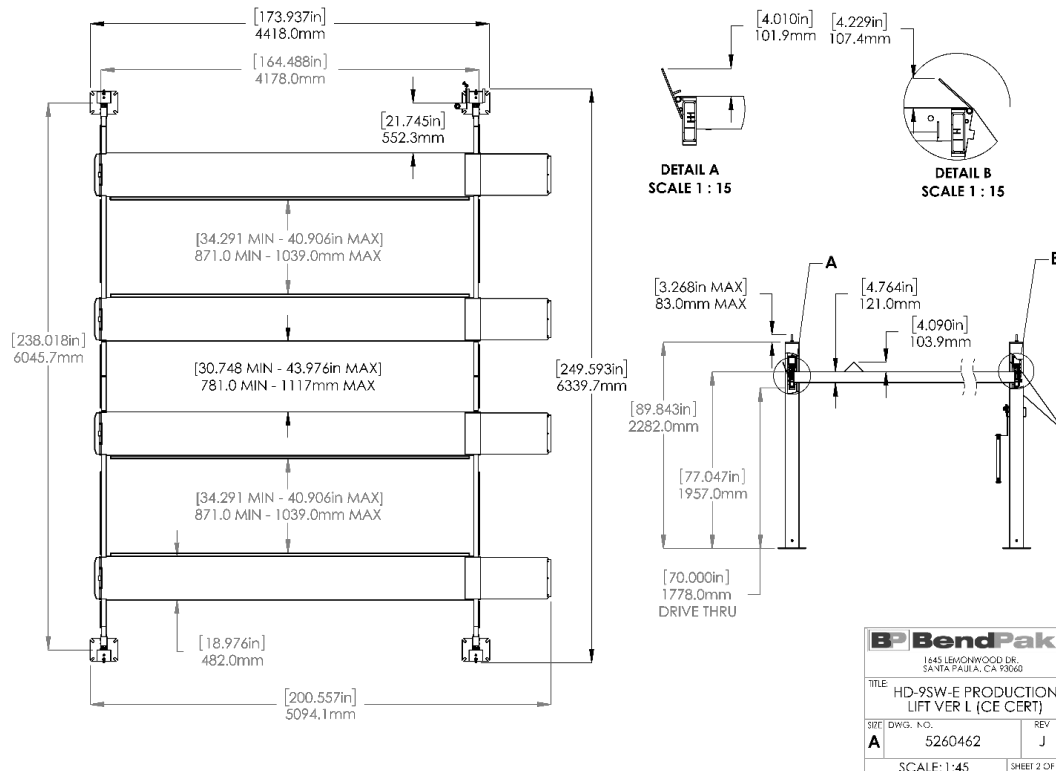 [173.937in]
4418.0mm
[164.488in]
4178.0mm
[21.745in]
552.3mm
[34.291 MIN - 40.906in MAX]
871.0 MIN - 1039.0mm MAX
[238.018in]
6045.7mm
[30.748 MIN - 43.976in MAX]
781.0 MIN - 1117mm MAX
[249.593in]
6339.7mm
[34.291 MIN - 40.906in MAX]
871.0 MIN - 1039.0mm MAX
[18.976in]
482.0mm
[200.557in]
5094.1mm
[4.010in]
101.9mm
[4.229in]
107.4mm
DETAIL A
SCALE 1 : 15
DETAIL B
SCALE 1 : 15
A
[3.268in MAX]
83.0mm MAX
[4.764in]
121.0mm
[4.090in]
103.9mm
[89.843in]
2282.0mm
[77.047in]
1957.0mm
[70.000in]
1778.0mm
DRIVE THRU
BP BendPak
1645 LEMONWOOD DR.
SANTA PAULA, CA 93060
TITLE:
HD-9SW-E PRODUCTION
LIFT VER L (CE CERT)
SIZE DWG. NO. REV
A 5260462 J
SCALE: 1:45 SHEET 2 OF